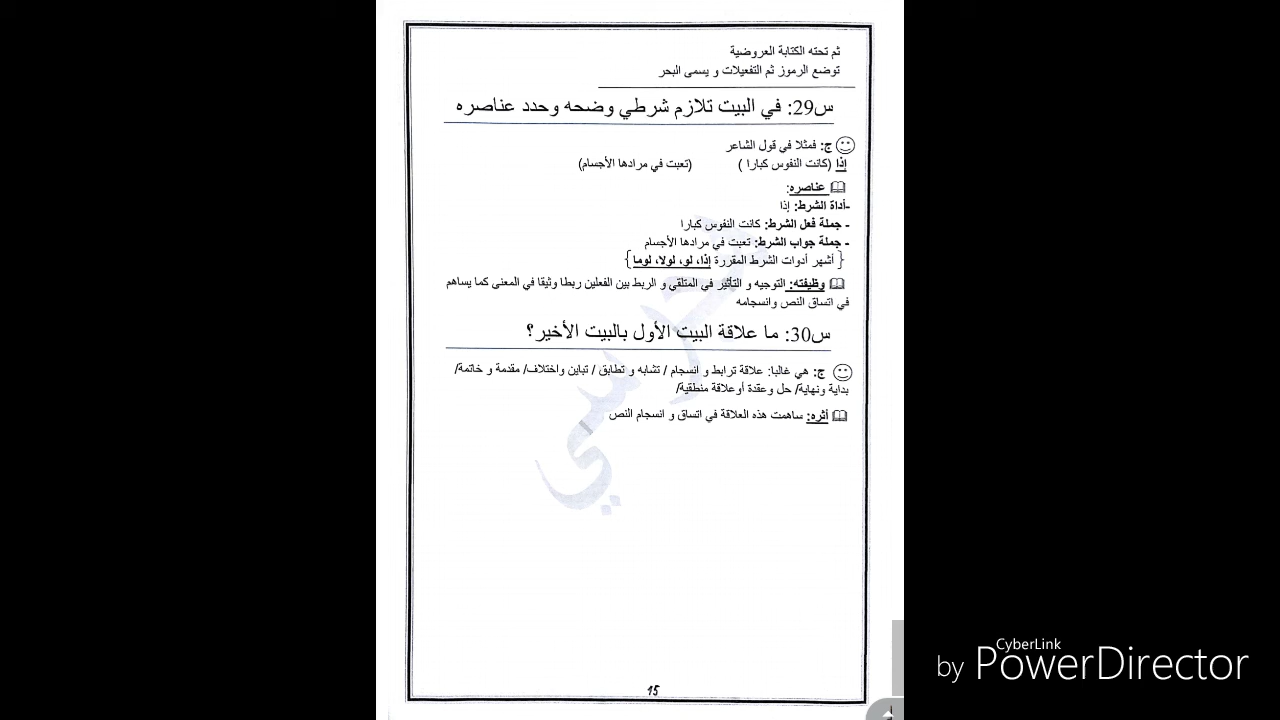 ثم تحته الكتابة العروضية
توضع الرموز ثم التفعيلات و يسمى البحر
س29: في البيت تلازم شرطي وضحه وحدد عناصره
ج: فمثلا في قول الشاعر
إذا (كانت النفوس كبارا ) (تعبت في مرادها الأجسام)
عناصره:
-أداة الشرط: إذا
- جملة فعل الشرط: كانت النفوس كبارا
- جملة جواب الشرط: تعبت في مرادها الأجسام
{ أشهر أدوات الشرط المقررة إذا، لو، لولا، لوما }
وظيفته: التوجيه و التأثير في المتلقي و الربط بين الفعلين ربطا وثيقا في المعنى كما يساهم
في اتساق النص وانسجامه
س30: ما علاقة البيت الأول بالبيت الأخير؟
ج: هي غالبا: علاقة ترابط و انسجام / تشابه و تطابق / تباين واختلاف/ مقدمة و خاتمة/
بداية ونهاية/ حل وعقدة أوعلاقة منطقية/
أثره: ساهمت هذه العلاقة في اتساق و انسجام النص
15
CyberLink
by PowerDirector